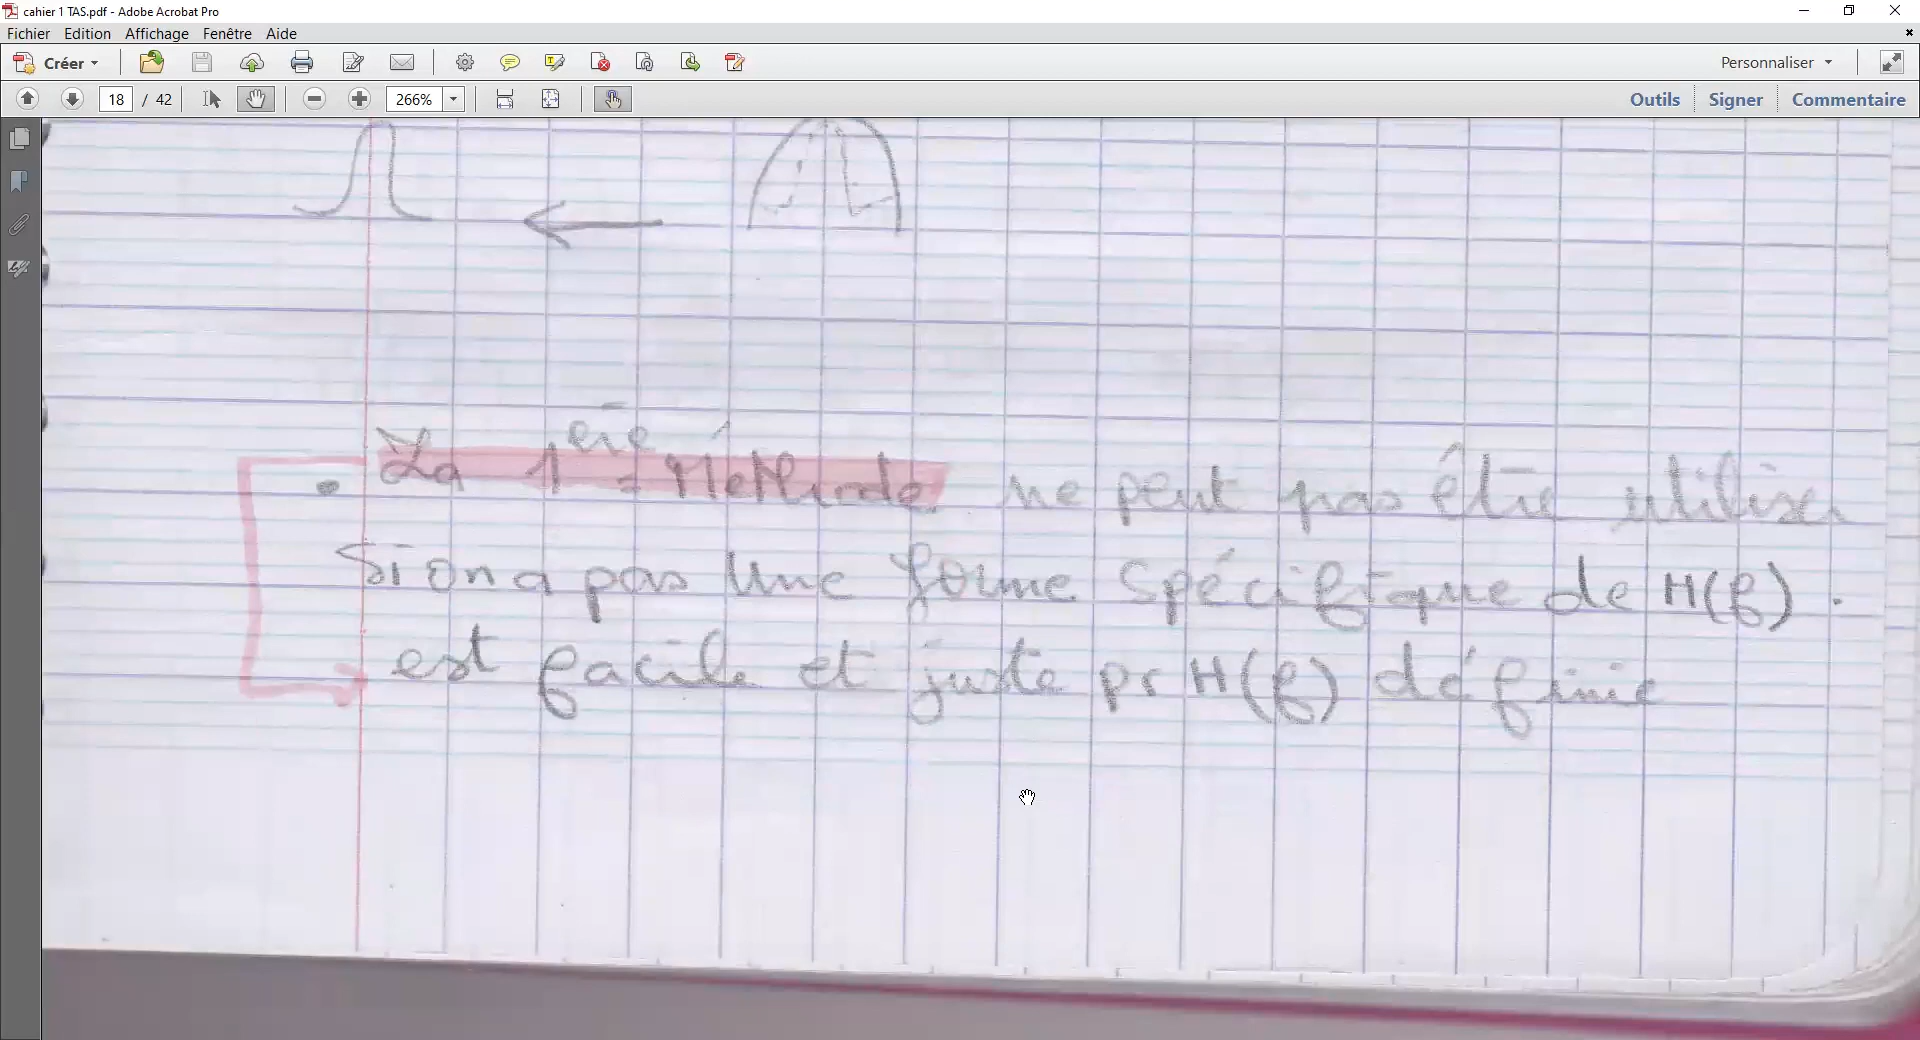 cahier 1 TAS.pdf - Adobe Acrobat Pro
Fichier Edition Affichage Fenêtre Aide
Créer
Personnaliser
18 / 42
266%
Outils Signer Commentaire
La 1ère Méthode ne peut pas être utiliser
Si on a pas Une forme spécifique de H(f).
est facile et juste pr H(f) définie